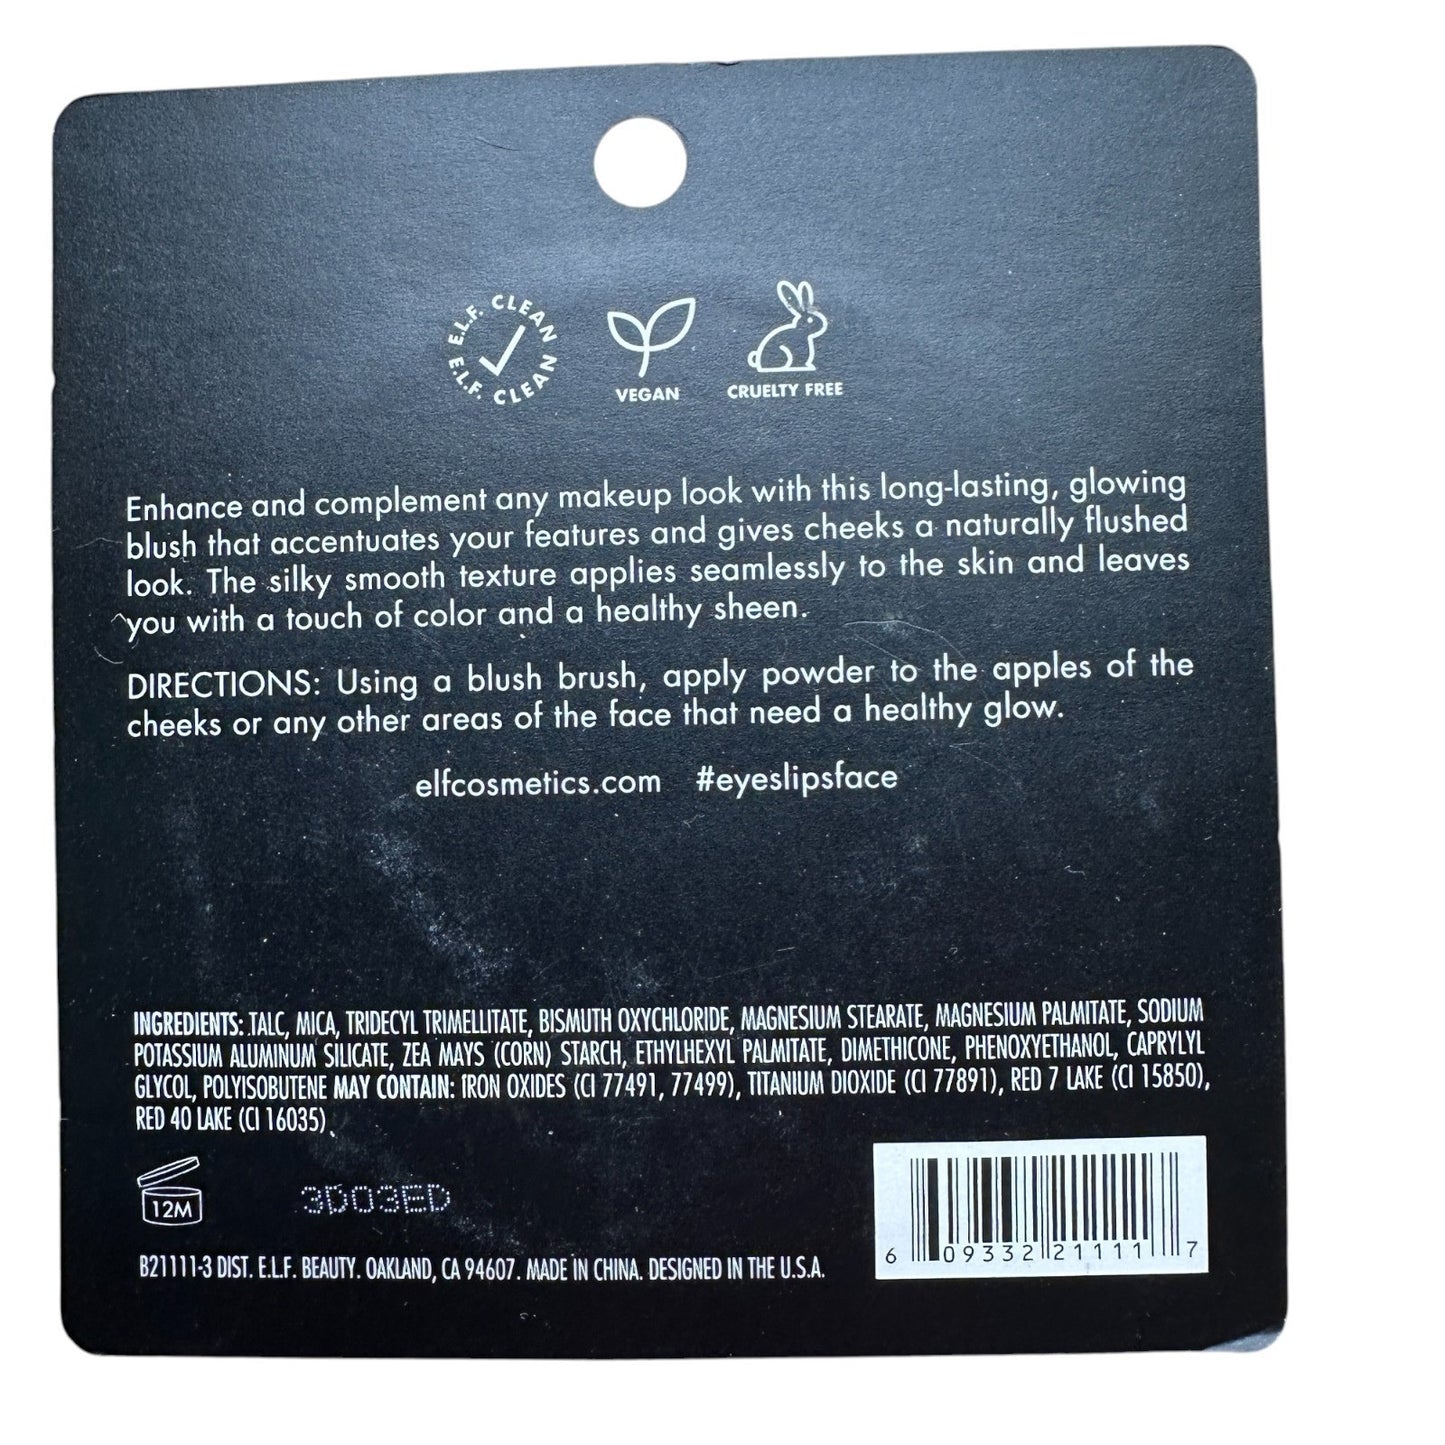 E.L.F. CLEAN
E.L.F. CLEAN
VEGAN
CRUELTY FREE
Enhance and complement any makeup look with this long-lasting, glowing
blush that accentuates your features and gives cheeks a naturally flushed
look. The silky smooth texture applies seamlessly to the skin and leaves
you with a touch of color and a healthy sheen.
DIRECTIONS: Using a blush brush, apply powder to the apples of the
cheeks or any other areas of the face that need a healthy glow.
elfcosmetics.com #eyeslipsface
INGREDIENTS: TALC, MICA, TRIDECYL TRIMELLITATE, BISMUTH OXYCHLORIDE, MAGNESIUM STEARATE, MAGNESIUM PALMITATE, SODIUM
POTASSIUM ALUMINUM SILICATE, ZEA MAYS (CORN) STARCH, ETHYLHEXYL PALMITATE, DIMETHICONE, PHENOXYETHANOL, CAPRYLYL
GLYCOL, POLYISOBUTENE MAY CONTAIN: IRON OXIDES (CI 77491, 77499), TITANIUM DIOXIDE (CI 77891), RED 7 LAKE (CI 15850),
RED 40 LAKE (CI 16035)
12M
3D03ED
B21111-3 DIST. E.L.F. BEAUTY. OAKLAND, CA 94607. MADE IN CHINA. DESIGNED IN THE U.S.A.
6 09332 21111 7